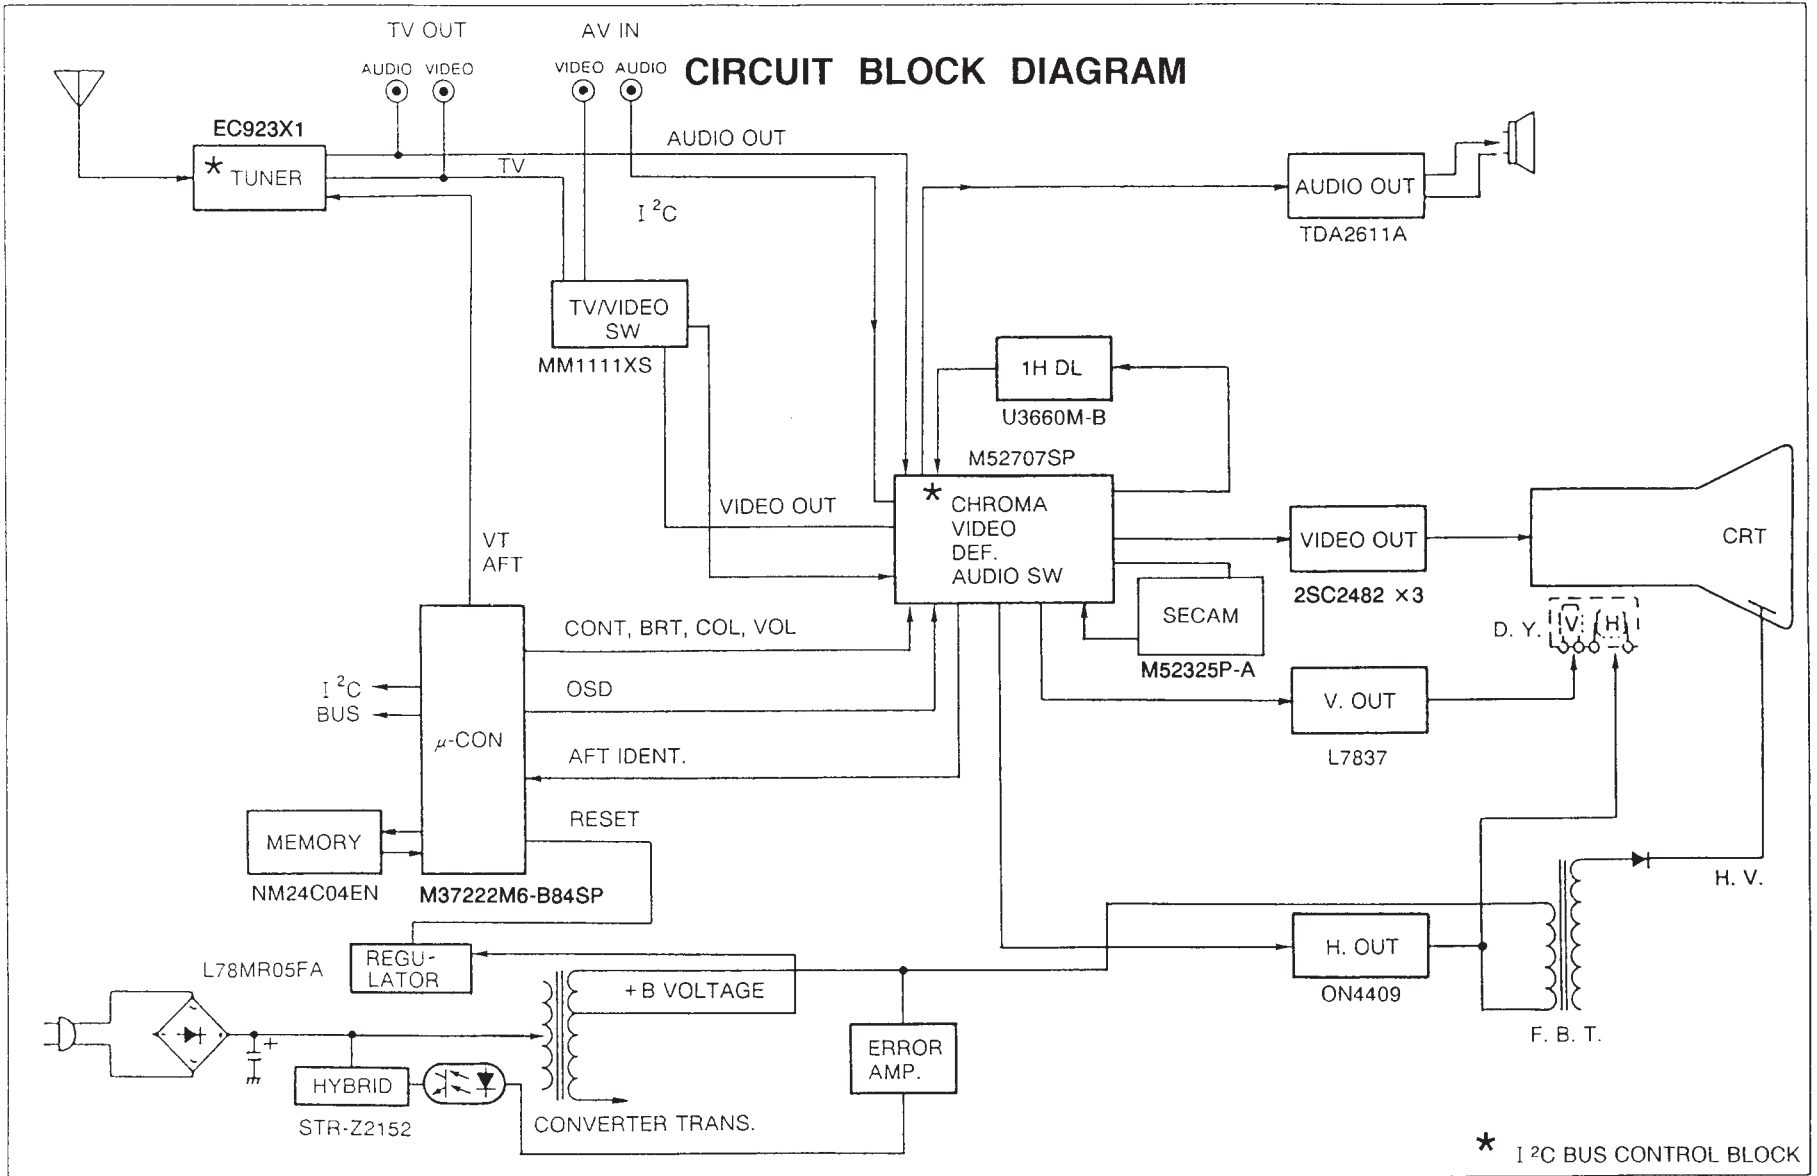 TV OUT
AV IN
AUDIO VIDEO
VIDEO AUDIO
CIRCUIT BLOCK DIAGRAM
EC923X1
* TUNER
AUDIO OUT
TV
I²C
AUDIO OUT
TDA2611A
TV/VIDEO
SW
MM1111XS
1H DL
U3660M-B
M52707SP
* CHROMA
VIDEO
DEF.
AUDIO SW
VIDEO OUT
VIDEO OUT
2SC2482 ×3
CRT
VT
AFT
SECAM
M52325P-A
D. Y.
V
H
CONT, BRT, COL, VOL
I²C
BUS
OSD
μ-CON
V. OUT
L7837
AFT IDENT.
RESET
MEMORY
NM24C04EN
M37222M6-B84SP
H. V.
L78MR05FA
REGU-
LATOR
+B VOLTAGE
H. OUT
ON4409
F. B. T.
+
HYBRID
STR-Z2152
ERROR
AMP.
CONVERTER TRANS.
* I²C BUS CONTROL BLOCK